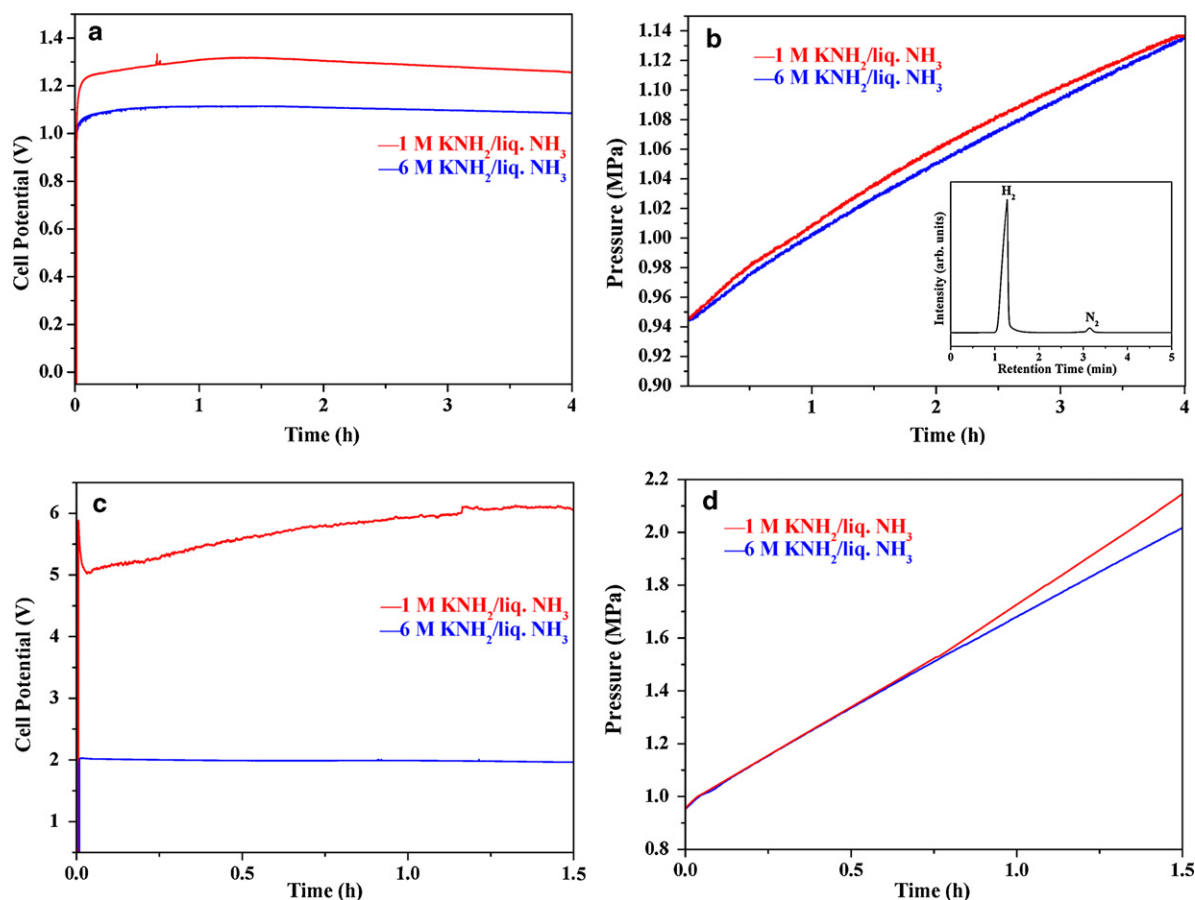 a
1.4
1.2
1.0
0.8
0.6
0.4
0.2
0.0
Cell Potential (V)
1 M KNH₂/liq. NH₃
6 M KNH₂/liq. NH₃
0 1 2 3 4
Time (h)
b
1.14
1.12
1.10
1.08
1.06
1.04
1.02
1.00
0.98
0.96
0.94
0.92
0.90
Pressure (MPa)
1 M KNH₂/liq. NH₃
6 M KNH₂/liq. NH₃
H₂
N₂
Intensity (arb. units)
0 1 2 3 4 5
Retention Time (min)
1 2 3 4
Time (h)
c
6
5
4
3
2
1
Cell Potential (V)
1 M KNH₂/liq. NH₃
6 M KNH₂/liq. NH₃
0.0 0.5 1.0 1.5
Time (h)
d
2.2
2.0
1.8
1.6
1.4
1.2
1.0
0.8
Pressure (MPa)
1 M KNH₂/liq. NH₃
6 M KNH₂/liq. NH₃
0.0 0.5 1.0 1.5
Time (h)